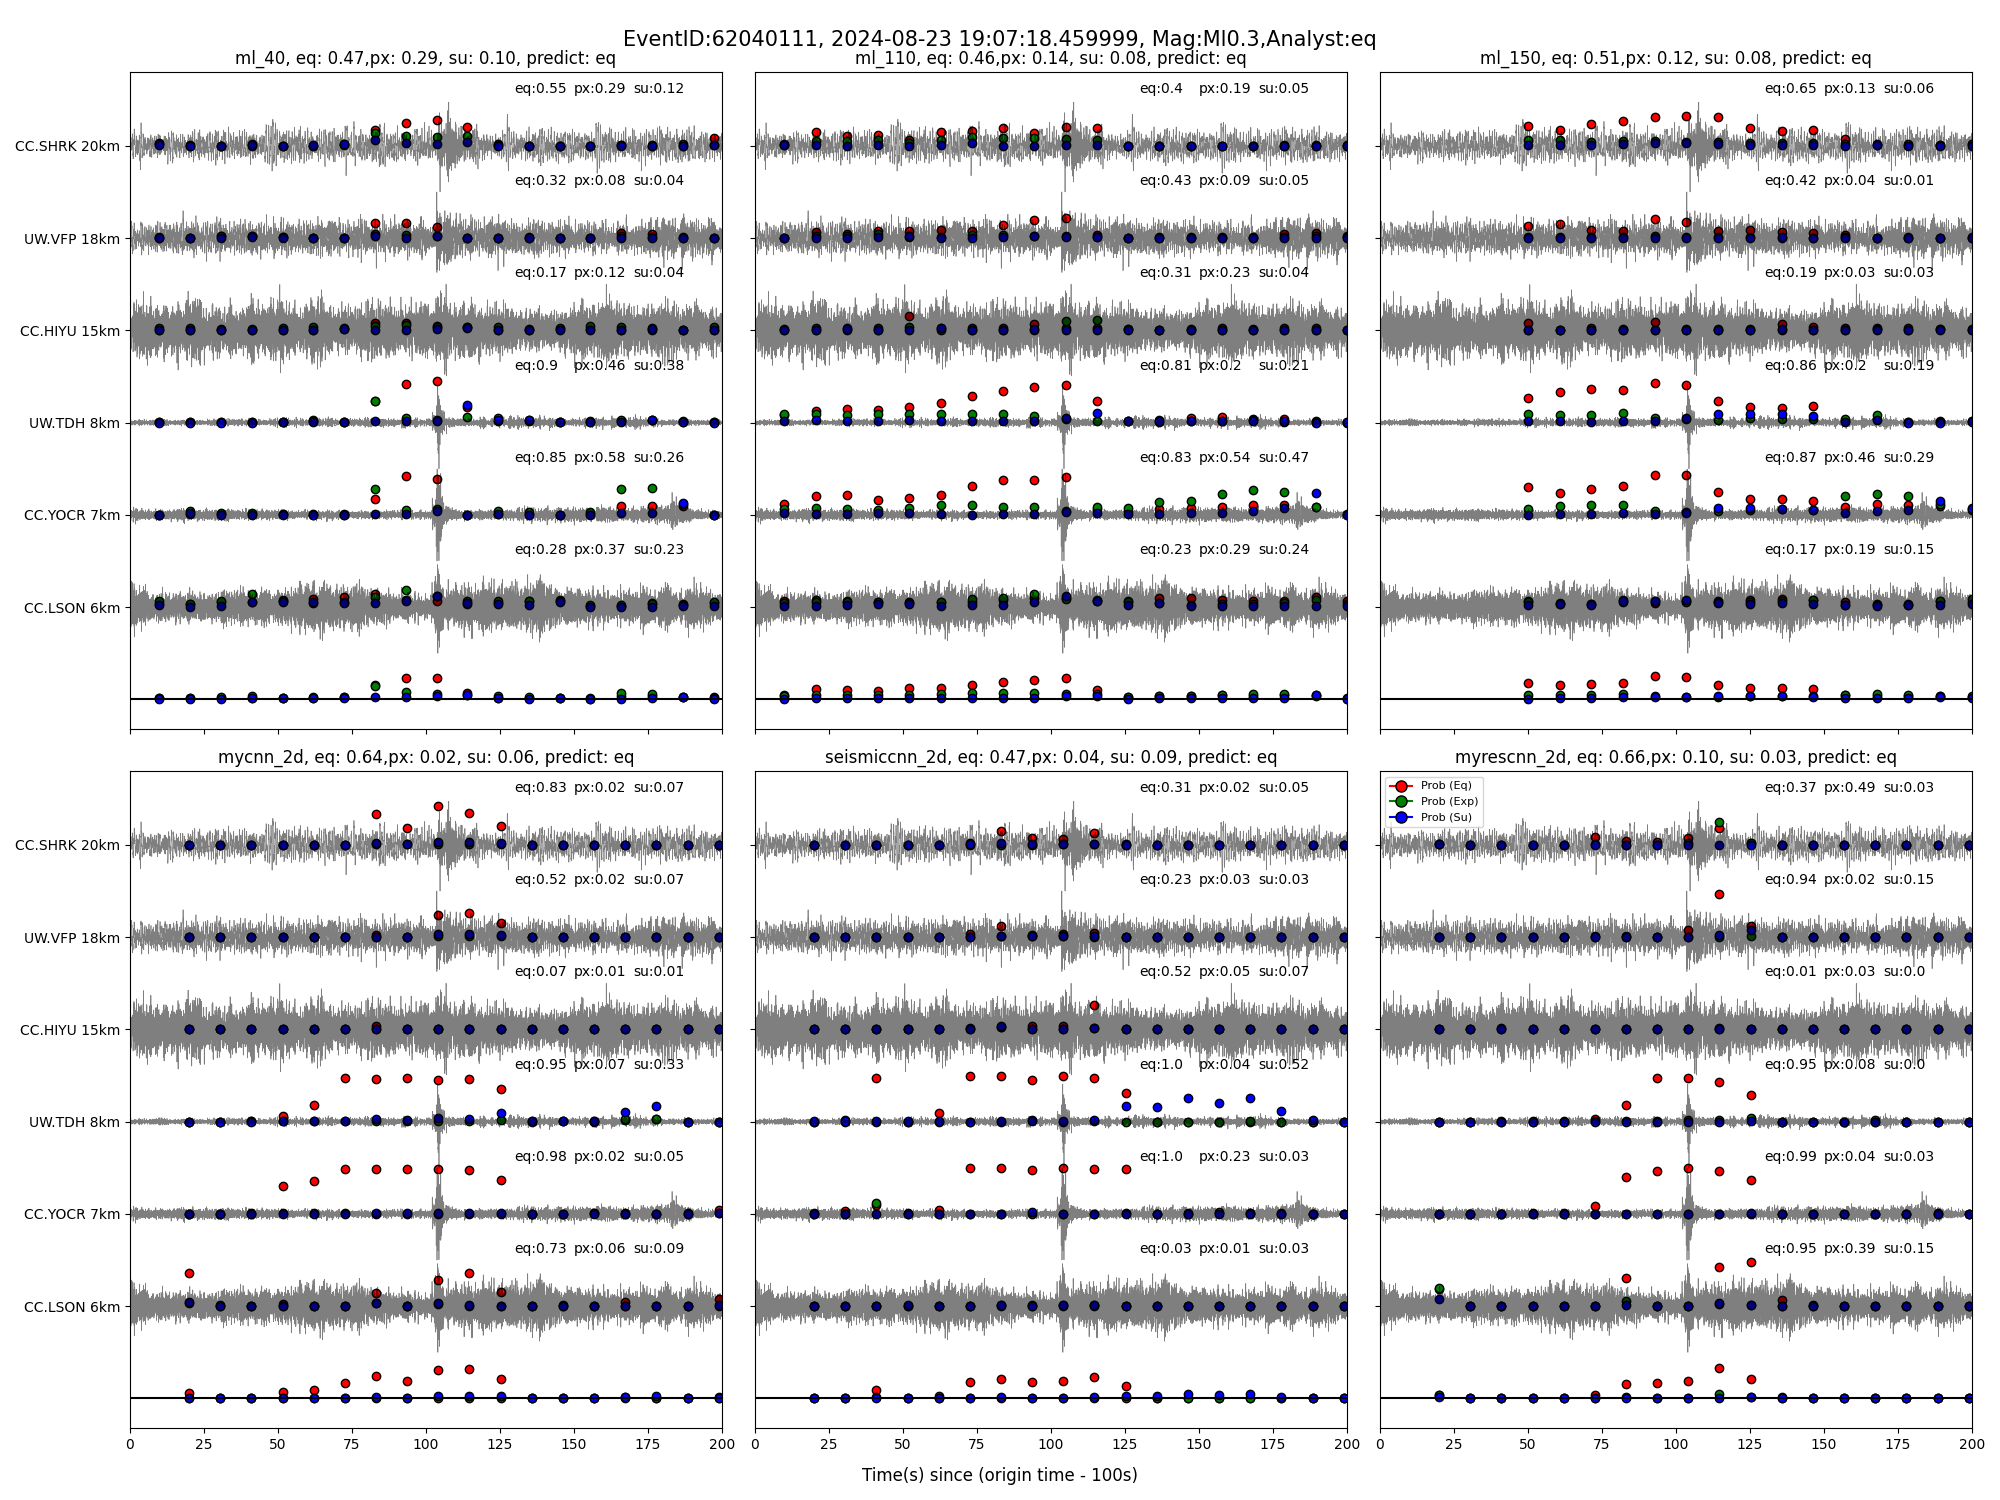 EventID:62040111, 2024-08-23 19:07:18.459999, Mag:Ml0.3,Analyst:eq
ml_40, eq: 0.47,px: 0.29, su: 0.10, predict: eq
eq:0.55 px:0.29 su:0.12
CC.SHRK 20km
eq:0.32 px:0.08 su:0.04
UW.VFP 18km
eq:0.17 px:0.12 su:0.04
CC.HIYU 15km
eq:0.9 px:0.46 su:0.38
UW.TDH 8km
eq:0.85 px:0.58 su:0.26
CC.YOCR 7km
eq:0.28 px:0.37 su:0.23
CC.LSON 6km
ml_110, eq: 0.46,px: 0.14, su: 0.08, predict: eq
eq:0.4 px:0.19 su:0.05
eq:0.43 px:0.09 su:0.05
eq:0.31 px:0.23 su:0.04
eq:0.81 px:0.2 su:0.21
eq:0.83 px:0.54 su:0.47
eq:0.23 px:0.29 su:0.24
ml_150, eq: 0.51,px: 0.12, su: 0.08, predict: eq
eq:0.65 px:0.13 su:0.06
eq:0.42 px:0.04 su:0.01
eq:0.19 px:0.03 su:0.03
eq:0.86 px:0.2 su:0.19
eq:0.87 px:0.46 su:0.29
eq:0.17 px:0.19 su:0.15
mycnn_2d, eq: 0.64,px: 0.02, su: 0.06, predict: eq
eq:0.83 px:0.02 su:0.07
CC.SHRK 20km
eq:0.52 px:0.02 su:0.07
UW.VFP 18km
eq:0.07 px:0.01 su:0.01
CC.HIYU 15km
eq:0.95 px:0.07 su:0.33
UW.TDH 8km
eq:0.98 px:0.02 su:0.05
CC.YOCR 7km
eq:0.73 px:0.06 su:0.09
CC.LSON 6km
0 25 50 75 100 125 150 175 200
seismiccnn_2d, eq: 0.47,px: 0.04, su: 0.09, predict: eq
eq:0.31 px:0.02 su:0.05
eq:0.23 px:0.03 su:0.03
eq:0.52 px:0.05 su:0.07
eq:1.0 px:0.04 su:0.52
eq:1.0 px:0.23 su:0.03
eq:0.03 px:0.01 su:0.03
0 25 50 75 100 125 150 175 200
myrescnn_2d, eq: 0.66,px: 0.10, su: 0.03, predict: eq
Prob (Eq)
Prob (Exp)
Prob (Su)
eq:0.37 px:0.49 su:0.03
eq:0.94 px:0.02 su:0.15
eq:0.01 px:0.03 su:0.0
eq:0.95 px:0.08 su:0.0
eq:0.99 px:0.04 su:0.03
eq:0.95 px:0.39 su:0.15
0 25 50 75 100 125 150 175 200
Time(s) since (origin time - 100s)